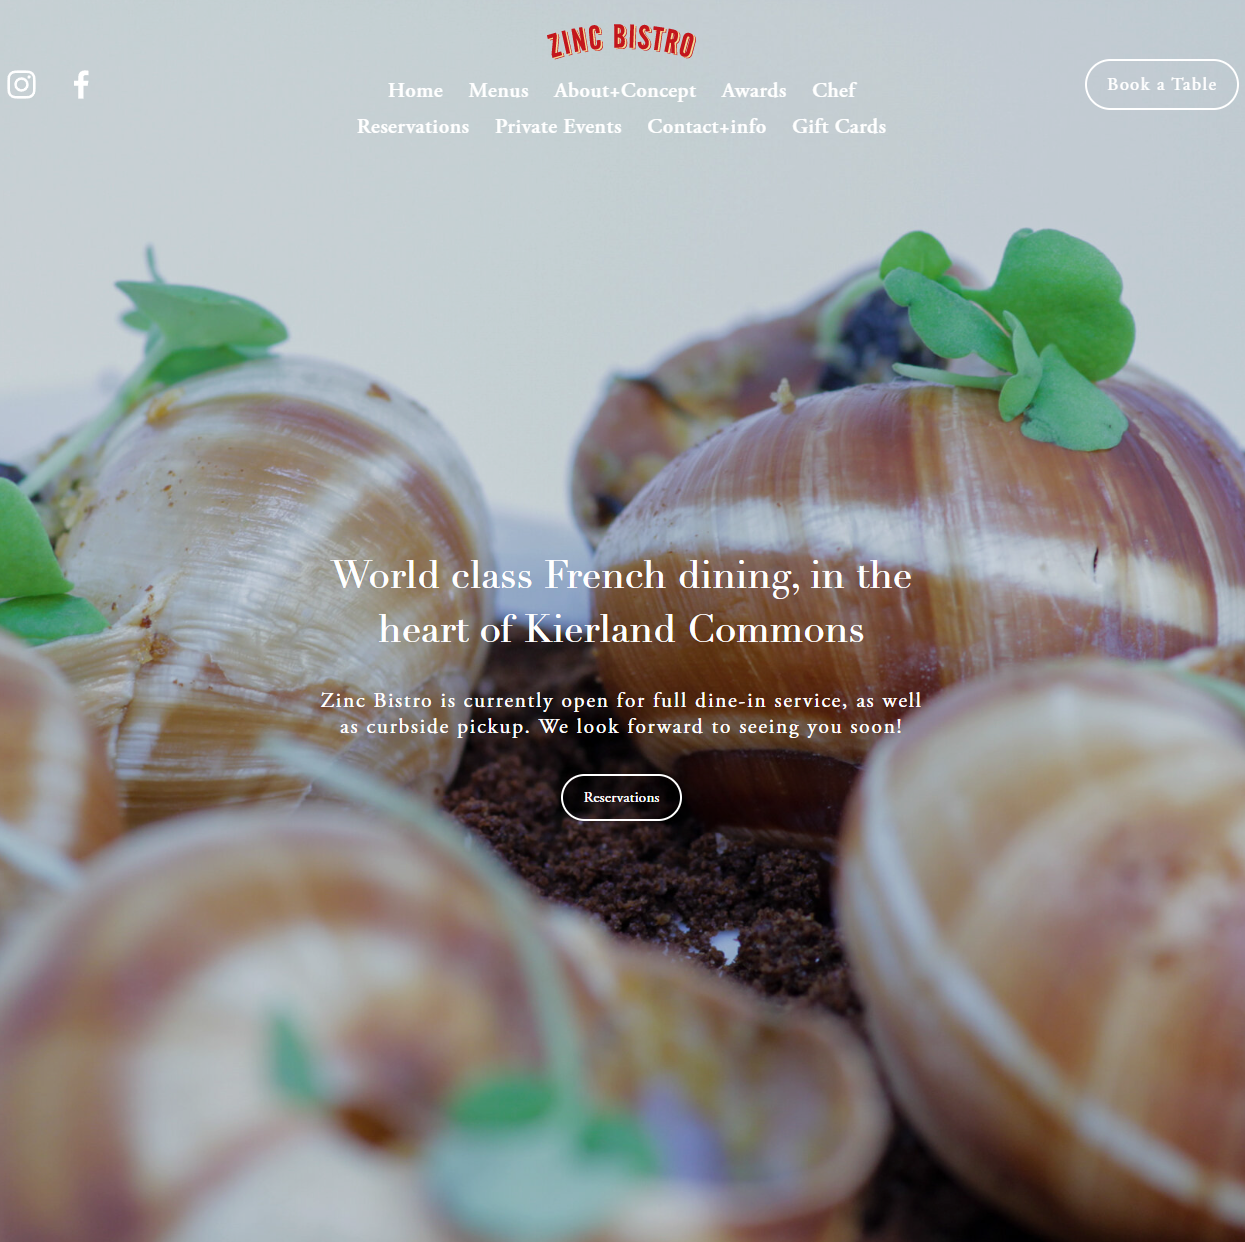 ZINC BISTRO
Home Menus About+Concept Awards Chef
Reservations Private Events Contact+info Gift Cards
Book a Table
World class French dining, in the
heart of Kierland Commons
Zinc Bistro is currently open for full dine-in service, as well
as curbside pickup. We look forward to seeing you soon!
Reservations